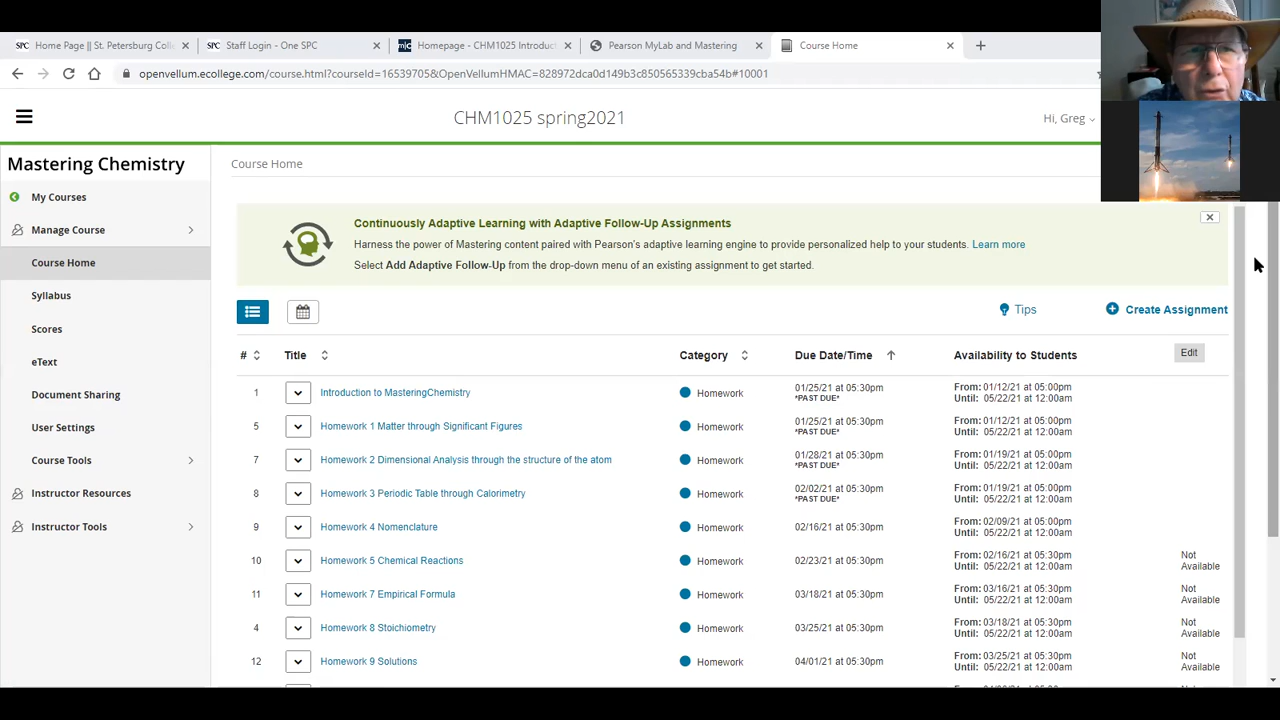 SPC Home Page || St. Petersburg Coll
SPC Staff Login - One SPC
Homepage - CHM1025 Introduct
Pearson MyLab and Mastering
Course Home
openvellum.ecollege.com/course.html?courseId=16539705&OpenVellumHMAC=828972dca0d149b3c850565339cba54b#10001
CHM1025 spring2021
Hi, Greg
Mastering Chemistry
My Courses
Manage Course
Course Home
Syllabus
Scores
eText
Document Sharing
User Settings
Course Tools
Instructor Resources
Instructor Tools
Course Home
Continuously Adaptive Learning with Adaptive Follow-Up Assignments
Harness the power of Mastering content paired with Pearson's adaptive learning engine to provide personalized help to your students. Learn more
Select Add Adaptive Follow-Up from the drop-down menu of an existing assignment to get started.
Tips
Create Assignment
# Title Category Due Date/Time Availability to Students Edit
1 Introduction to MasteringChemistry Homework 01/25/21 at 05:30pm From: 01/12/21 at 05:00pm
*PAST DUE* Until: 05/22/21 at 12:00am
5 Homework 1 Matter through Significant Figures Homework 01/25/21 at 05:30pm From: 01/12/21 at 05:00pm
*PAST DUE* Until: 05/22/21 at 12:00am
7 Homework 2 Dimensional Analysis through the structure of the atom Homework 01/28/21 at 05:30pm From: 01/19/21 at 05:00pm
*PAST DUE* Until: 05/22/21 at 12:00am
8 Homework 3 Periodic Table through Calorimetry Homework 02/02/21 at 05:30pm From: 01/19/21 at 05:00pm
*PAST DUE* Until: 05/22/21 at 12:00am
9 Homework 4 Nomenclature Homework 02/16/21 at 05:30pm From: 02/09/21 at 05:00pm
Until: 05/22/21 at 12:00am
10 Homework 5 Chemical Reactions Homework 02/23/21 at 05:30pm From: 02/16/21 at 05:30pm Not
Until: 05/22/21 at 12:00am Available
11 Homework 7 Empirical Formula Homework 03/18/21 at 05:30pm From: 03/16/21 at 05:30pm Not
Until: 05/22/21 at 12:00am Available
4 Homework 8 Stoichiometry Homework 03/25/21 at 05:30pm From: 03/18/21 at 05:30pm Not
Until: 05/22/21 at 12:00am Available
12 Homework 9 Solutions Homework 04/01/21 at 05:30pm From: 03/25/21 at 05:30pm Not
Until: 05/22/21 at 12:00am Available